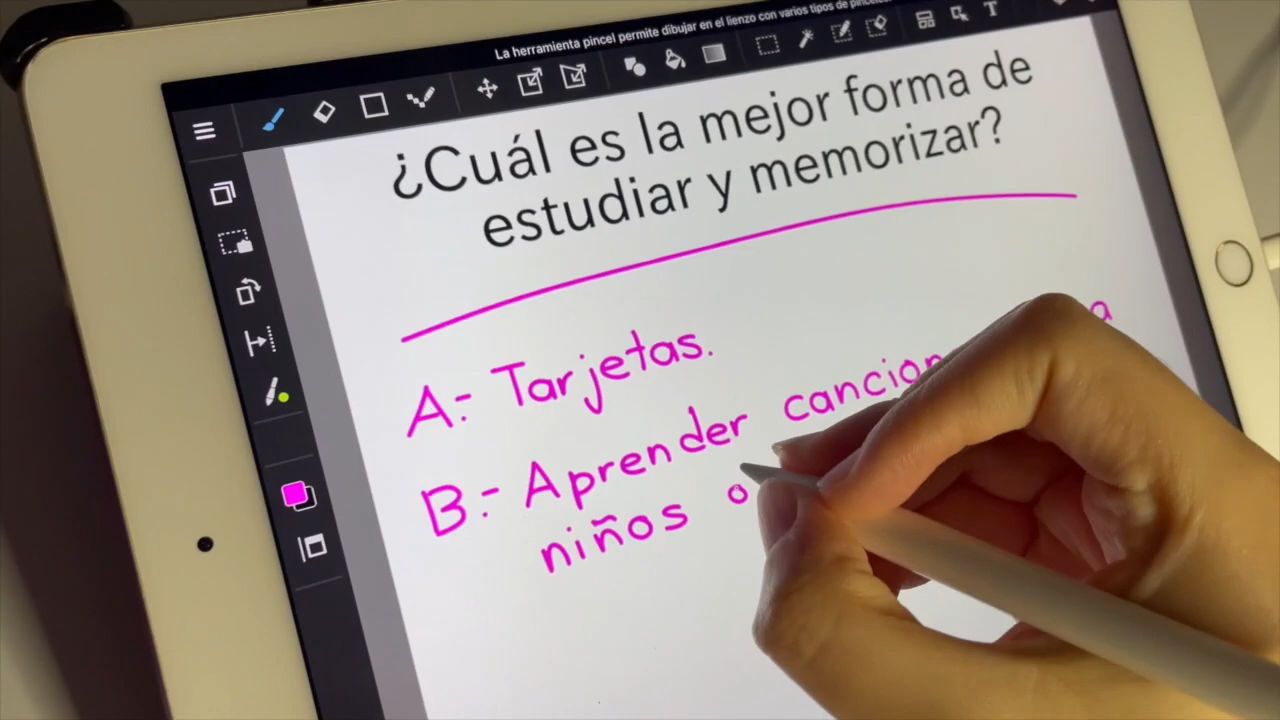 La herramienta pincel permite dibujar en el lienzo con varios tipos de pinceles
¿Cuál es la mejor forma de
estudiar y memorizar?
A:- Tarjetas.
B:- Aprender
niños o